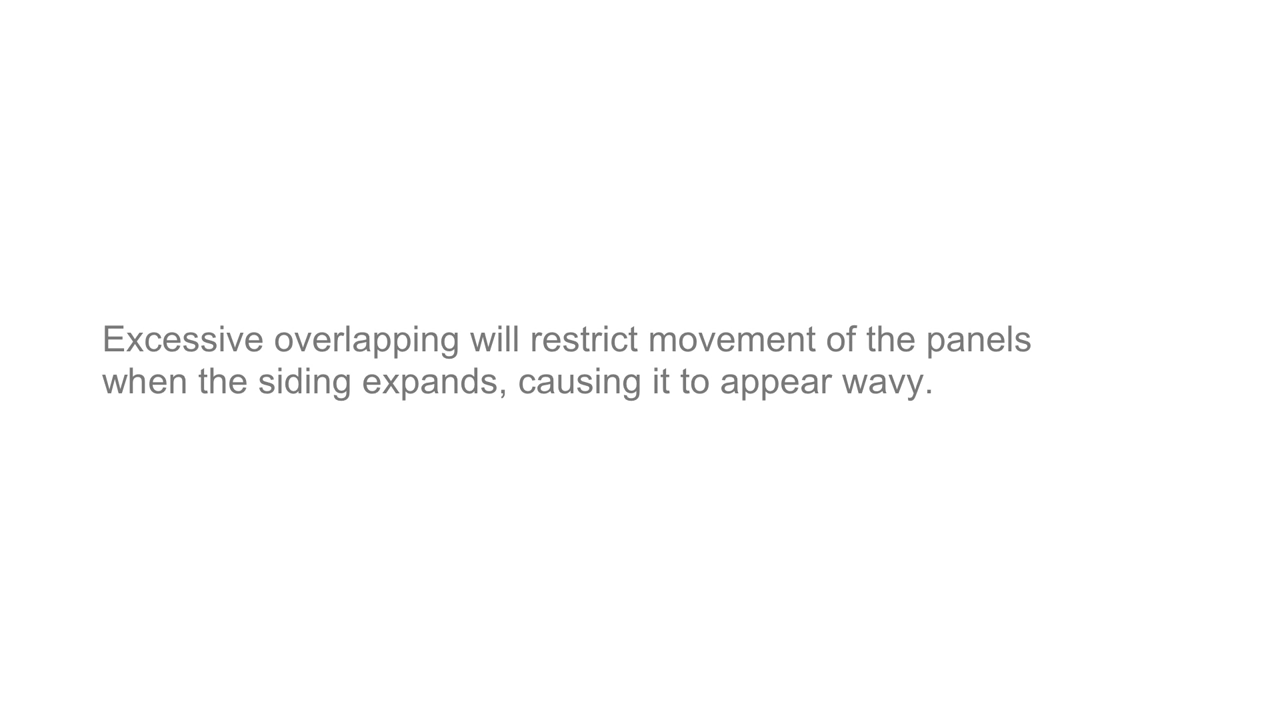 Excessive overlapping will restrict movement of the panels
when the siding expands, causing it to appear wavy.